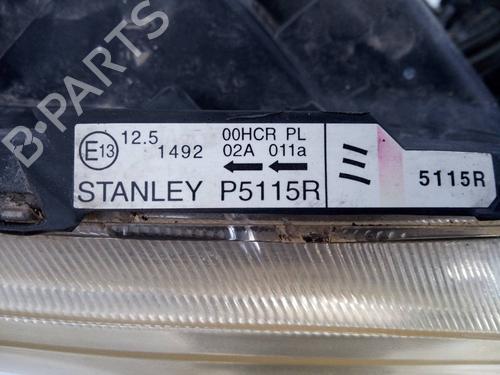 E13 12.5 00HCR PL
1492 02A 011a
STANLEY P5115R
5115R
B-PARTS